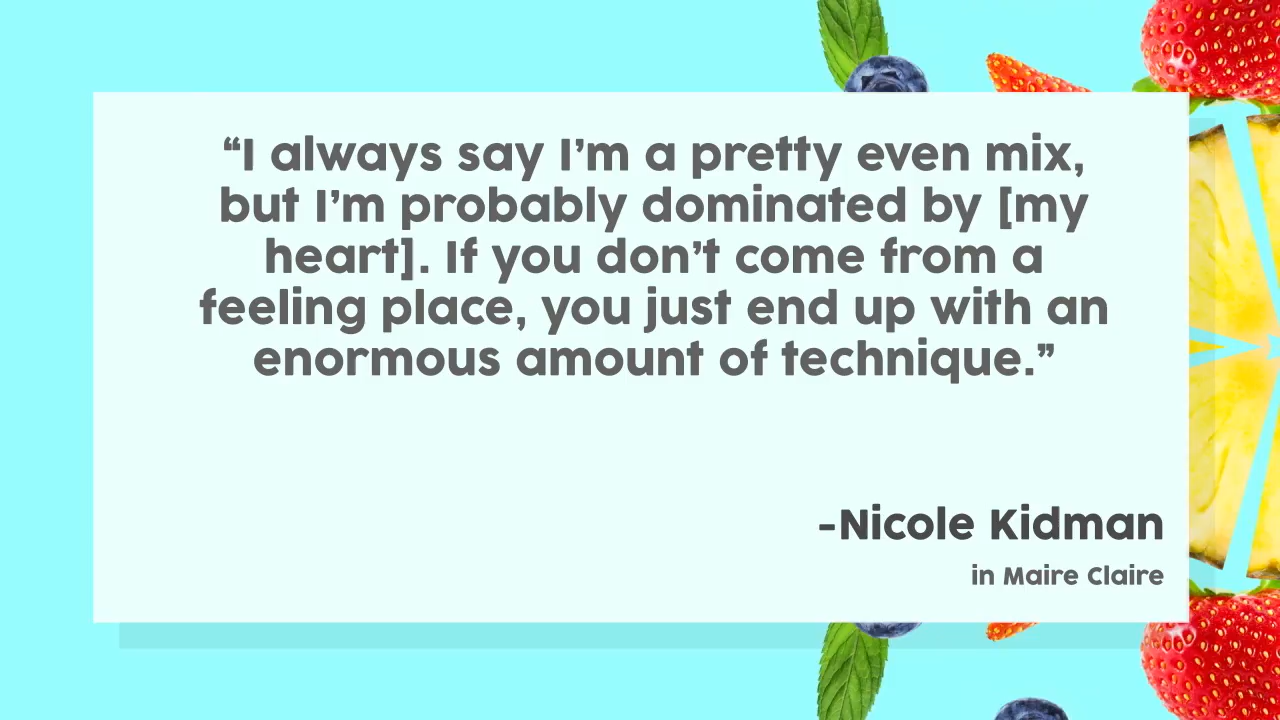 “I always say I’m a pretty even mix,
but I’m probably dominated by [my
heart]. If you don’t come from a
feeling place, you just end up with an
enormous amount of technique.”
-Nicole Kidman
in Maire Claire